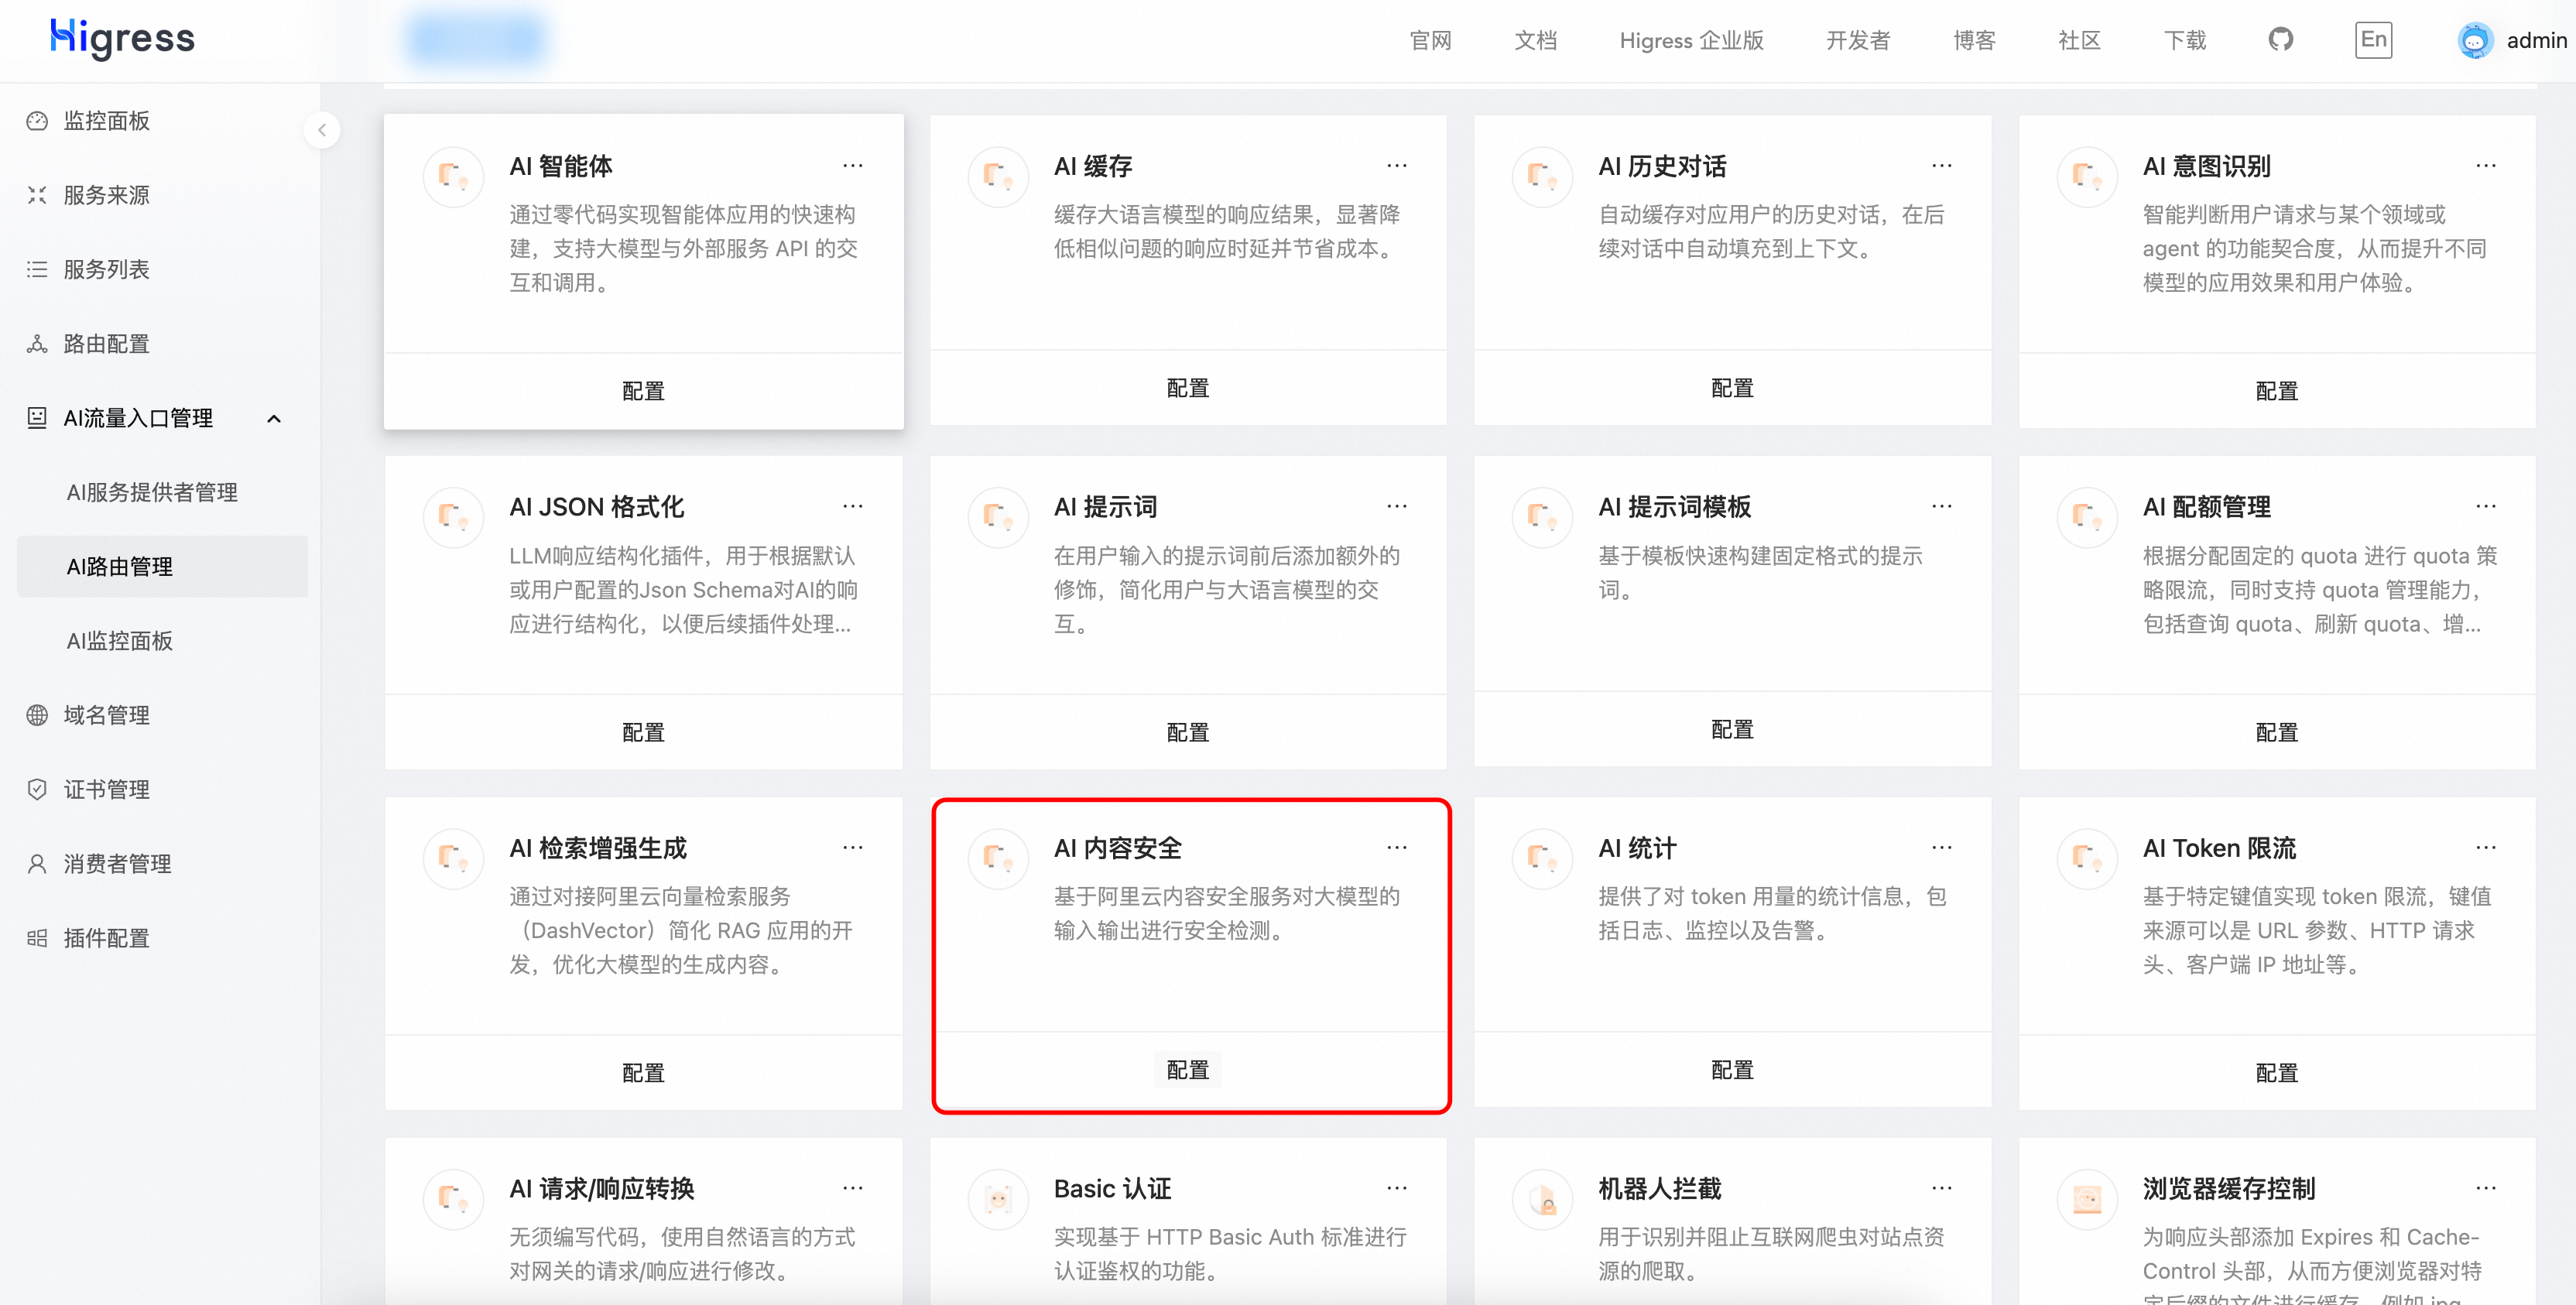 Higress
官网
文档
Higress 企业版
开发者
博客
社区
下载
En
admin
监控面板
服务来源
服务列表
路由配置
AI流量入口管理
AI服务提供者管理
AI路由管理
AI监控面板
域名管理
证书管理
消费者管理
插件配置
AI 智能体
...
通过零代码实现智能体应用的快速构
建，支持大模型与外部服务 API 的交
互和调用。
配置
AI 缓存
...
缓存大语言模型的响应结果，显著降
低相似问题的响应时延并节省成本。
配置
AI 历史对话
...
自动缓存对应用户的历史对话，在后
续对话中自动填充到上下文。
配置
AI 意图识别
...
智能判断用户请求与某个领域或
agent 的功能契合度，从而提升不同
模型的应用效果和用户体验。
配置
AI JSON 格式化
...
LLM响应结构化插件，用于根据默认
或用户配置的Json Schema对AI的响
应进行结构化，以便后续插件处理...
配置
AI 提示词
...
在用户输入的提示词前后添加额外的
修饰，简化用户与大语言模型的交
互。
配置
AI 提示词模板
...
基于模板快速构建固定格式的提示
词。
配置
AI 配额管理
...
根据分配固定的 quota 进行 quota 策
略限流，同时支持 quota 管理能力，
包括查询 quota、刷新 quota、增...
配置
AI 检索增强生成
...
通过对接阿里云向量检索服务
（DashVector）简化 RAG 应用的开
发，优化大模型的生成内容。
配置
AI 内容安全
...
基于阿里云内容安全服务对大模型的
输入输出进行安全检测。
配置
AI 统计
...
提供了对 token 用量的统计信息，包
括日志、监控以及告警。
配置
AI Token 限流
...
基于特定键值实现 token 限流，键值
来源可以是 URL 参数、HTTP 请求
头、客户端 IP 地址等。
配置
AI 请求/响应转换
...
无须编写代码，使用自然语言的方式
对网关的请求/响应进行修改。
Basic 认证
...
实现基于 HTTP Basic Auth 标准进行
认证鉴权的功能。
机器人拦截
...
用于识别并阻止互联网爬虫对站点资
源的爬取。
浏览器缓存控制
...
为响应头部添加 Expires 和 Cache-
Control 头部，从而方便浏览器对特
定后缀的文件进行缓存，例如 jpg